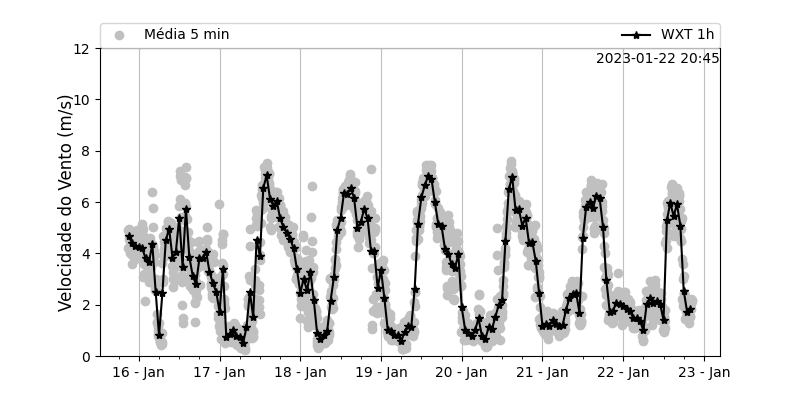 Média 5 min
WXT 1h
2023-01-22 20:45
Velocidade do Vento (m/s)
12
10
8
6
4
2
0
16 - Jan
17 - Jan
18 - Jan
19 - Jan
20 - Jan
21 - Jan
22 - Jan
23 - Jan